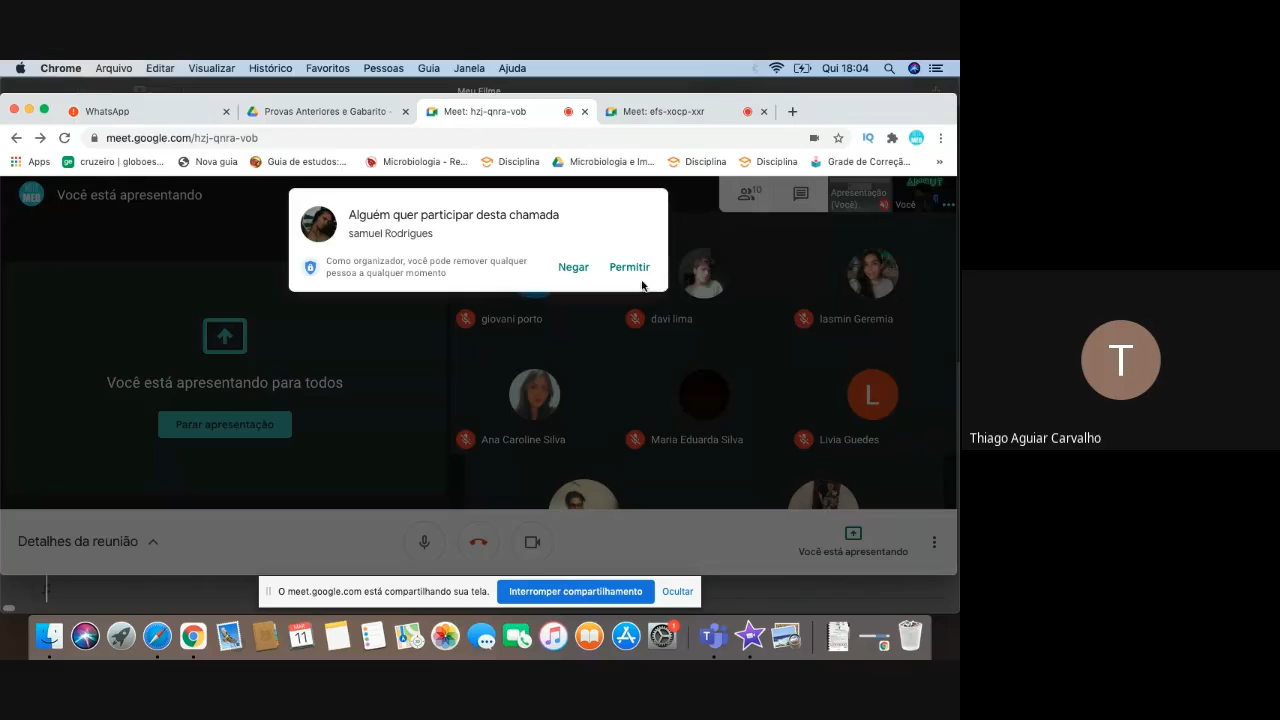 Chrome Arquivo Editar Visualizar Histórico Favoritos Pessoas Guia Janela Ajuda Qui 18:04
Meu Filme
WhatsApp
Provas Anteriores e Gabarito -
Meet: hzj-qnra-vob
Meet: efs-xocp-xxr
meet.google.com/hzj-qnra-vob
IQ
Apps
cruzeiro | globoes...
Nova guia
Guia de estudos:...
Microbiologia - Re...
Disciplina
Microbiologia e Im...
Disciplina
Disciplina
Grade de Correçã...
»
Você está apresentando
10
Apresentação
(Você)
Você
Alguém quer participar desta chamada
samuel Rodrigues
Como organizador, você pode remover qualquer
pessoa a qualquer momento
Negar Permitir
giovani porto
davi lima
Iasmin Geremia
Você está apresentando para todos
Parar apresentação
L
Ana Caroline Silva
Maria Eduarda Silva
Livia Guedes
T
Thiago Aguiar Carvalho
Detalhes da reunião
Você está apresentando
O meet.google.com está compartilhando sua tela. Interromper compartilhamento Ocultar
MAR
11
1